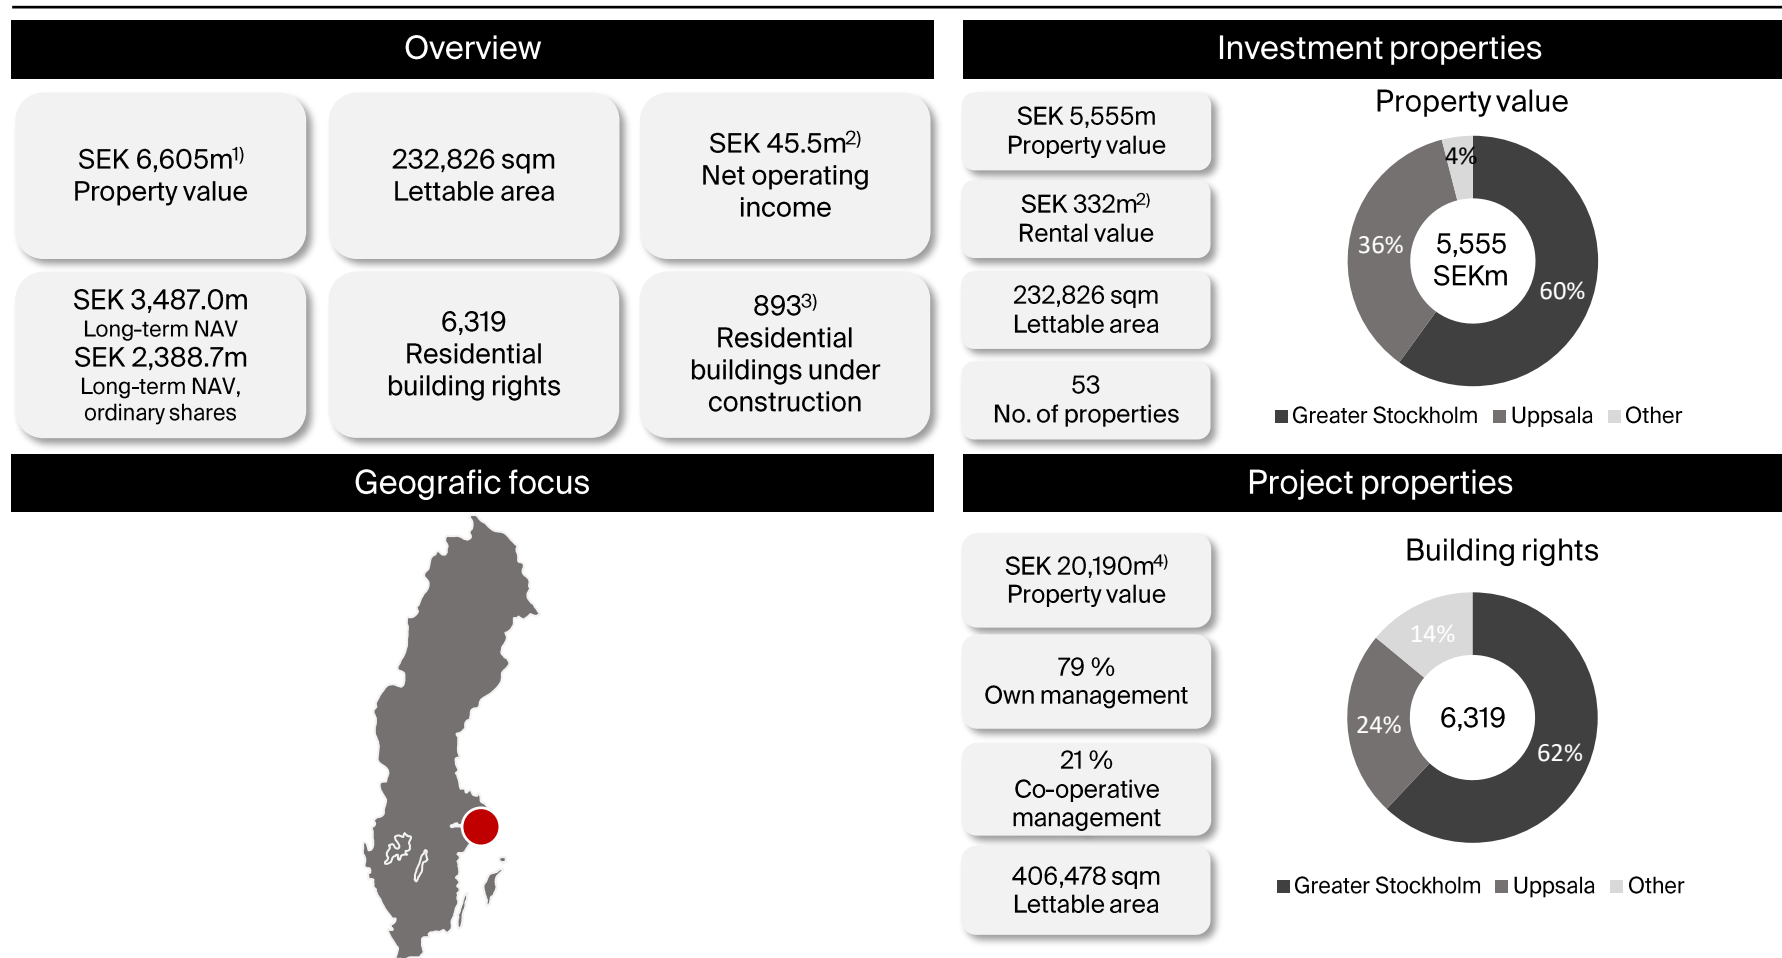 Overview
SEK 6,605m1)
Property value
232,826 sqm
Lettable area
SEK 45.5m2)
Net operating
income
SEK 3,487.0m
Long-term NAV
SEK 2,388.7m
Long-term NAV,
ordinary shares
6,319
Residential
building rights
8933)
Residential
buildings under
construction
Investment properties
SEK 5,555m
Property value
SEK 332m2)
Rental value
232,826 sqm
Lettable area
53
No. of properties
Property value
4%
36%
5,555
SEKm
60%
Greater Stockholm Uppsala Other
Geografic focus
Project properties
SEK 20,190m4)
Property value
79 %
Own management
21 %
Co-operative
management
406,478 sqm
Lettable area
Building rights
14%
24%
6,319
62%
Greater Stockholm Uppsala Other